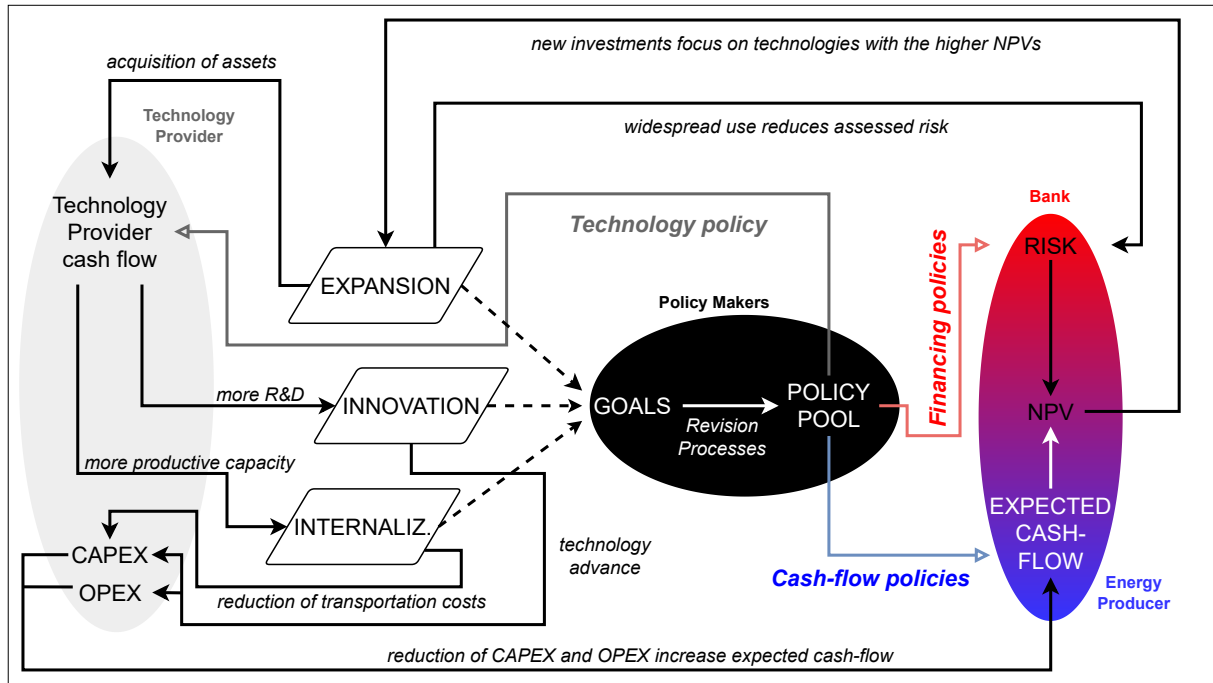 new investments focus on technologies with the higher NPVs
acquisition of assets
Technology
Provider
widespread use reduces assessed risk
Bank
Technology
Provider
cash flow
Technology policy
RISK
EXPANSION
Policy Makers
Financing policies
more R&D
INNOVATION
GOALS
Revision
Processes
POLICY
POOL
NPV
more productive capacity
INTERNALIZ.
EXPECTED
CASH-
FLOW
technology
advance
CAPEX
OPEX
reduction of transportation costs
Cash-flow policies
Energy
Producer
reduction of CAPEX and OPEX increase expected cash-flow